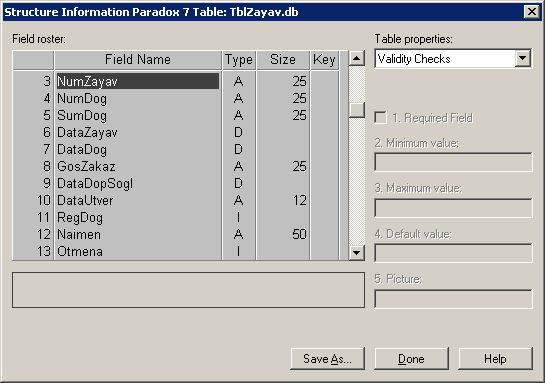 Structure Information Paradox 7 Table: TblZayav.db
Field roster:
Field Name Type Size Key
3 NumZayav A 25
4 NumDog A 25
5 SumDog A 25
6 DataZayav D
7 DataDog D
8 GosZakaz A 25
9 DataDopSogl D
10 DataUtver A 12
11 RegDog I
12 Naimen A 50
13 Otmena I
Table properties:
Validity Checks
1. Required Field
2. Minimum value:
3. Maximum value:
4. Default value:
5. Picture:
Save As...
Done
Help